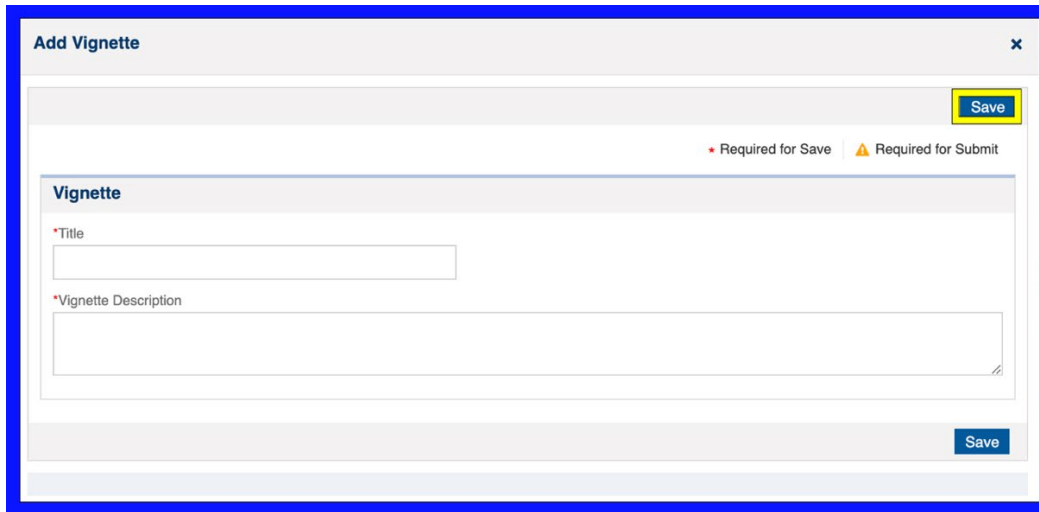 Add Vignette ×
Save
* Required for Save Required for Submit
Vignette
*Title
*Vignette Description
Save